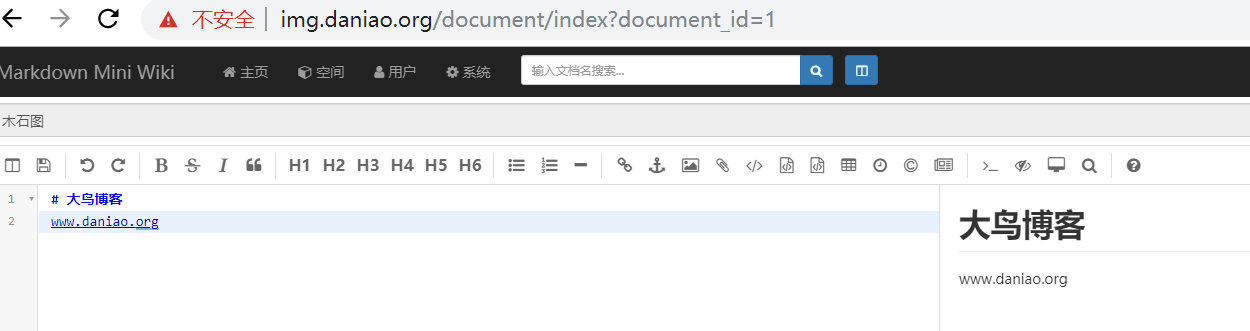 不安全 img.daniao.org/document/index?document_id=1
Markdown Mini Wiki 主页 空间 用户 系统 输入文档名搜索...
木石图
B S I H1 H2 H3 H4 H5 H6
1 # 大鸟博客
2 www.daniao.org
大鸟博客
www.daniao.org